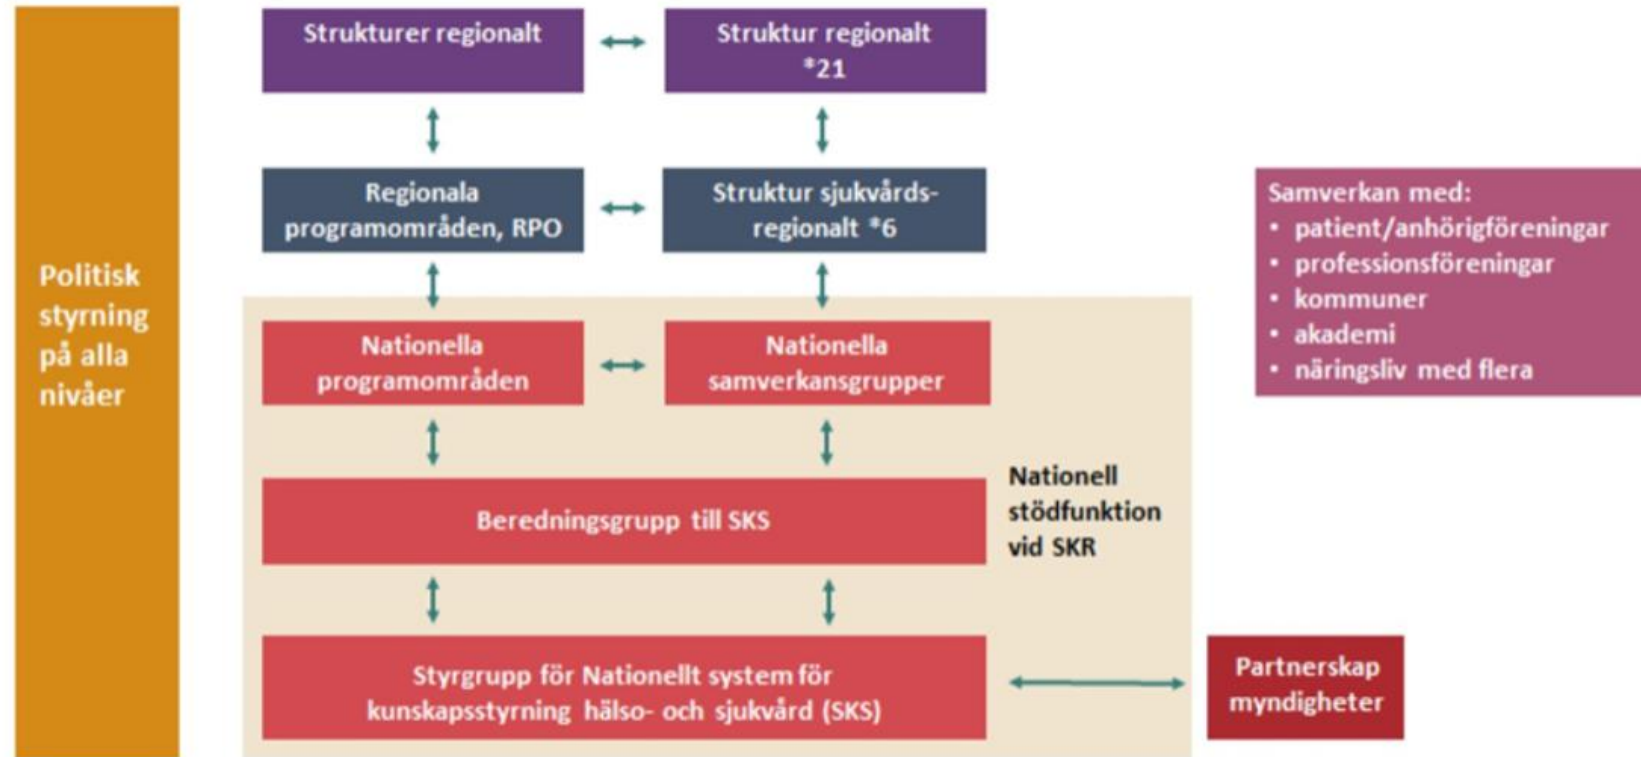 Politisk
styrning
på alla
nivåer
Strukturer regionalt
Struktur regionalt
*21
Regionala
programområden, RPO
Struktur sjukvårds-
regionalt *6
Nationella
programområden
Nationella
samverkansgrupper
Beredningsgrupp till SKS
Styrgrupp för Nationellt system för
kunskapsstyrning hälso- och sjukvård (SKS)
Nationell
stödfunktion
vid SKR
Samverkan med:
• patient/anhörigföreningar
• professionsföreningar
• kommuner
• akademi
• näringsliv med flera
Partnerskap
myndigheter